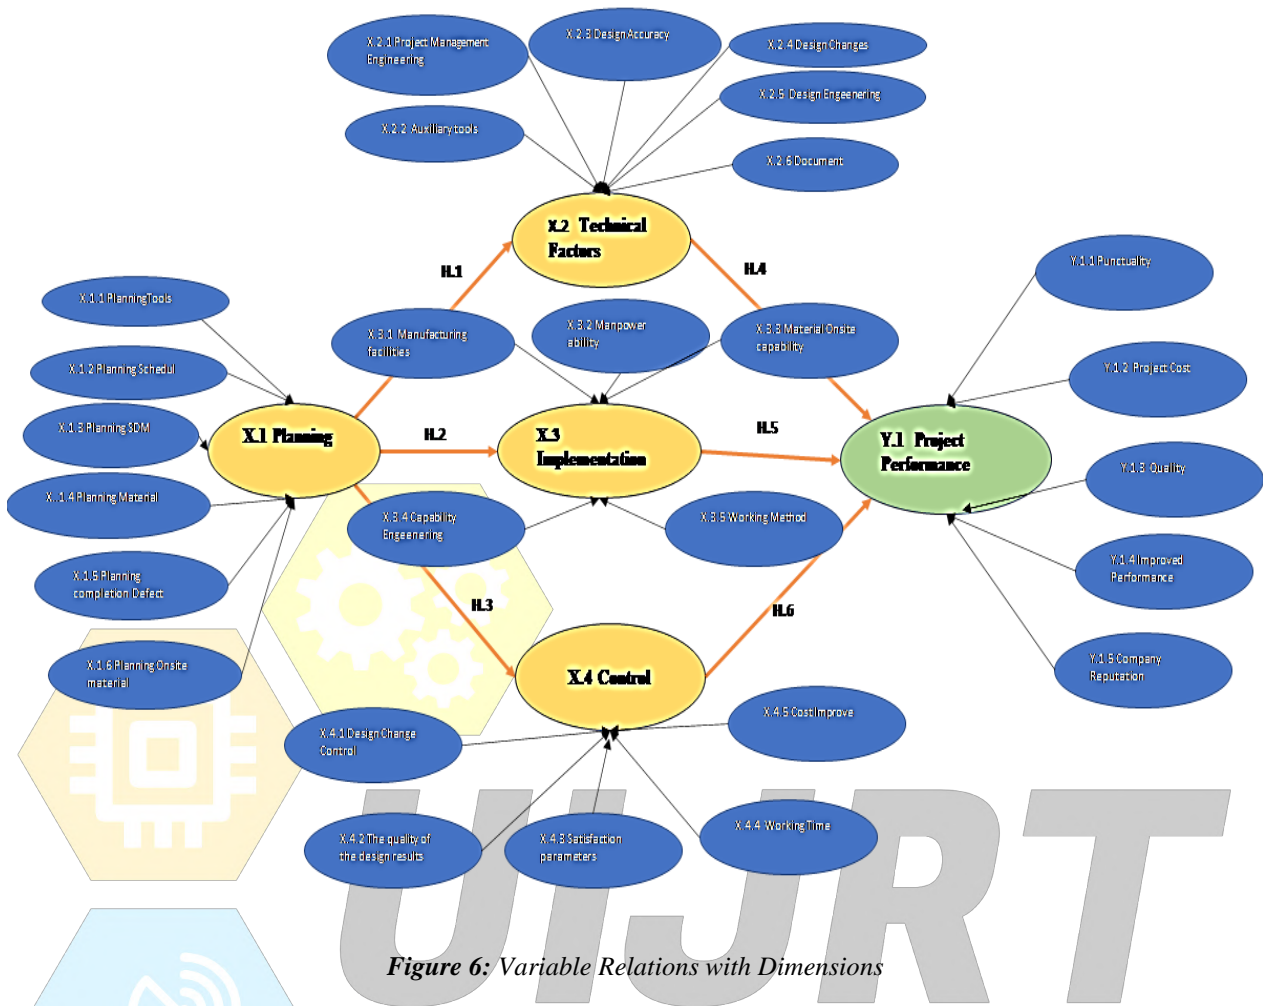 X.2.1 Project Management
Engineering
X.2.3 Design Accuracy
X.2.4 Design Changes
X.2.2 Auxiliary tools
X.2.5 Design Engeenering
X.2.6 Document
X.2 Technical
Factors
H.1
H.4
Y.1.1 Punctuality
X.1.1 PlanningTools
X.3.1 Manufacturing
facilities
X.3.2 Manpower
ability
X.3.3 Material Onsite
capability
X.1.2 Planning Schedul
Y.1.2 Project Cost
X.1.3 Planning SDM
X.1 Planning
H.2
X.3
Implementation
H.5
Y.1 Project
Performance
Y.1.3 Quality
X.1.4 Planning Material
X.3.4 Capability
Engeenering
X.3.5 Working Method
X.1.5 Planning
completion Defect
Y.1.4 Improved
Performance
H.3
H.6
X.1.6 Planning Onsite
material
X.4 Control
Y.1.5 Company
Reputation
X.4.1 Design Change
Control
X.4.5 CostImprove
X.4.2 The quality of
the design results
X.4.3 Satisfaction
parameters
X.4.4 Working Time
UIJRT
Figure 6: Variable Relations with Dimensions